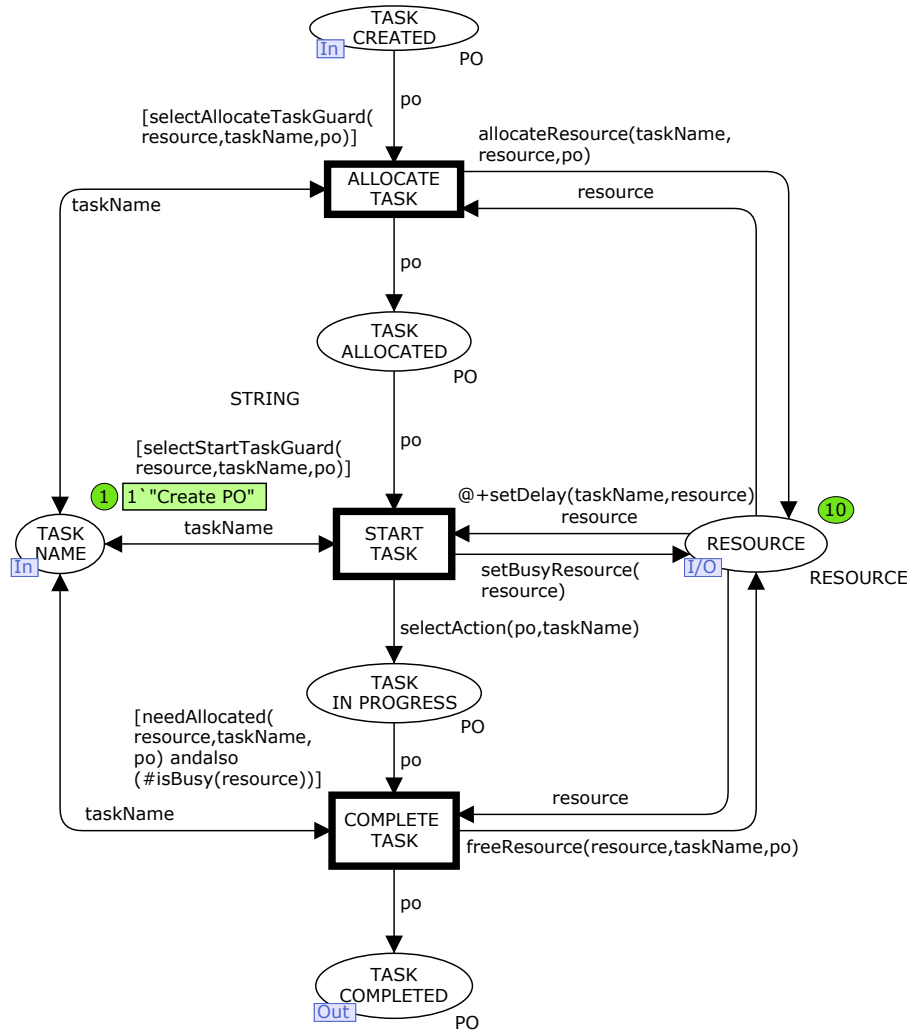 TASK
CREATED
In
PO
po
[selectAllocateTaskGuard(
resource,taskName,po)]
allocateResource(taskName,
resource,po)
ALLOCATE
TASK
resource
taskName
po
TASK
ALLOCATED
PO
STRING
po
[selectStartTaskGuard(
resource,taskName,po)]
1
1`"Create PO"
@+setDelay(taskName,resource)
10
TASK
NAME
In
taskName
START
TASK
resource
RESOURCE
I/O
RESOURCE
setBusyResource(
resource)
selectAction(po,taskName)
TASK
IN PROGRESS
PO
[needAllocated(
resource,taskName,
po) andalso
(#isBusy(resource))]
po
taskName
COMPLETE
TASK
resource
freeResource(resource,taskName,po)
po
TASK
COMPLETED
Out
PO